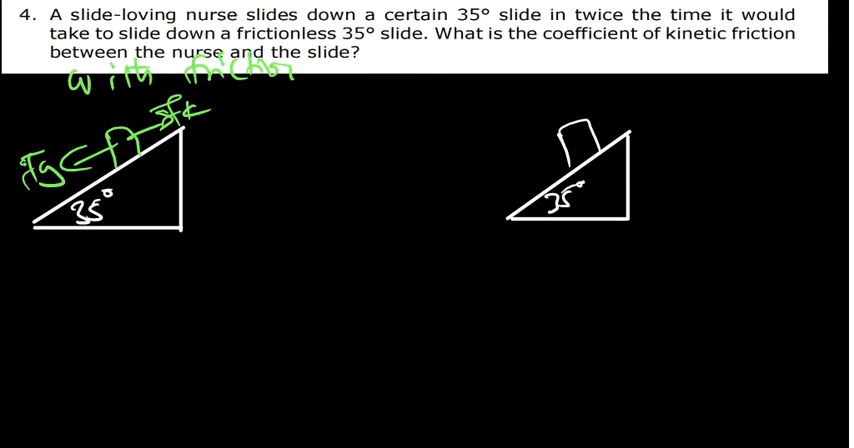 4. A slide-loving nurse slides down a certain 35° slide in twice the time it would
take to slide down a frictionless 35° slide. What is the coefficient of kinetic friction
between the nurse and the slide?
with friction
fk
Fg
35°
35°